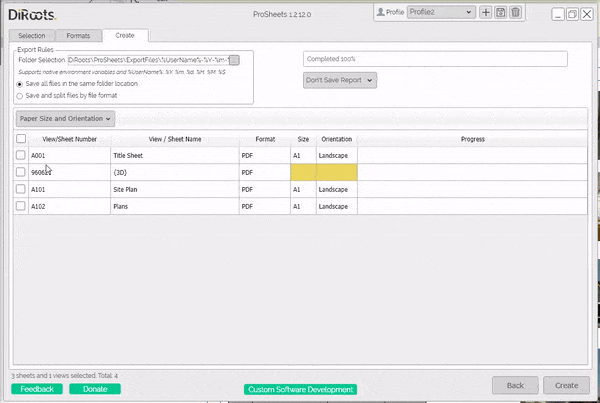 DiRoots. ProSheets 1.2.12.0 Profile Profile2
Selection Formats Create
Export Rules
Folder Selection D:\Roots\ProSheets\ExportFiles\%UserName%-%Y-%m-
Supports native environment variables and %UserName% %Y %m %d %H %M %S
Save all files in the same folder location
Save and split files by file format
Completed 100%
Don't Save Report
Paper Size and Orientation
View/Sheet Number View / Sheet Name Format Size Orientation Progress
A001 Title Sheet PDF A1 Landscape
{3D} PDF
A101 Site Plan PDF A1 Landscape
A102 Plans PDF A1 Landscape
3 sheets and 1 views selected. Total: 4
Feedback Donate Custom Software Development Back Create